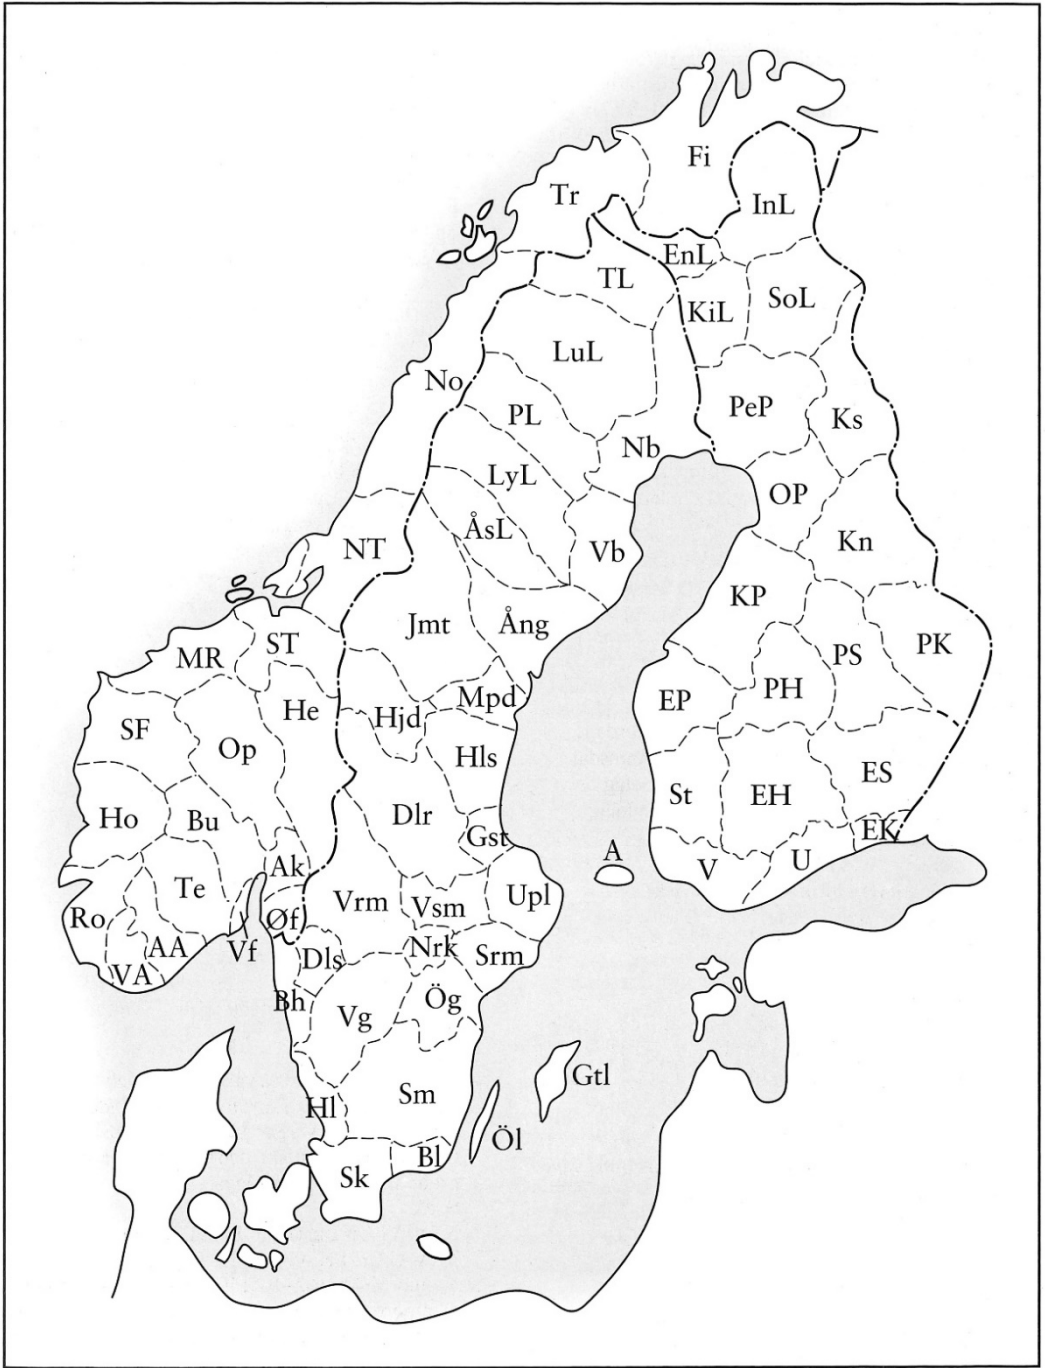 Fi
Tr
InL
EnL
TL
KiL
SoL
LuL
No
PL
PeP
Ks
Nb
LyL
OP
ÅsL
NT
Vb
Kn
KP
Jmt
Ång
ST
MR
PS
PK
PH
Mpd
EP
He
Hjd
SF
Op
Hls
ES
St
EH
Dlr
Ho
Bu
Gst
EK
A
U
V
Ak
Te
Vrm
Vsm
Upl
Ro
Øf
AA
Vf
Nrk
Dls
Srm
VA
Bh
Ög
Vg
Gtl
Sm
Hl
Öl
Bl
Sk